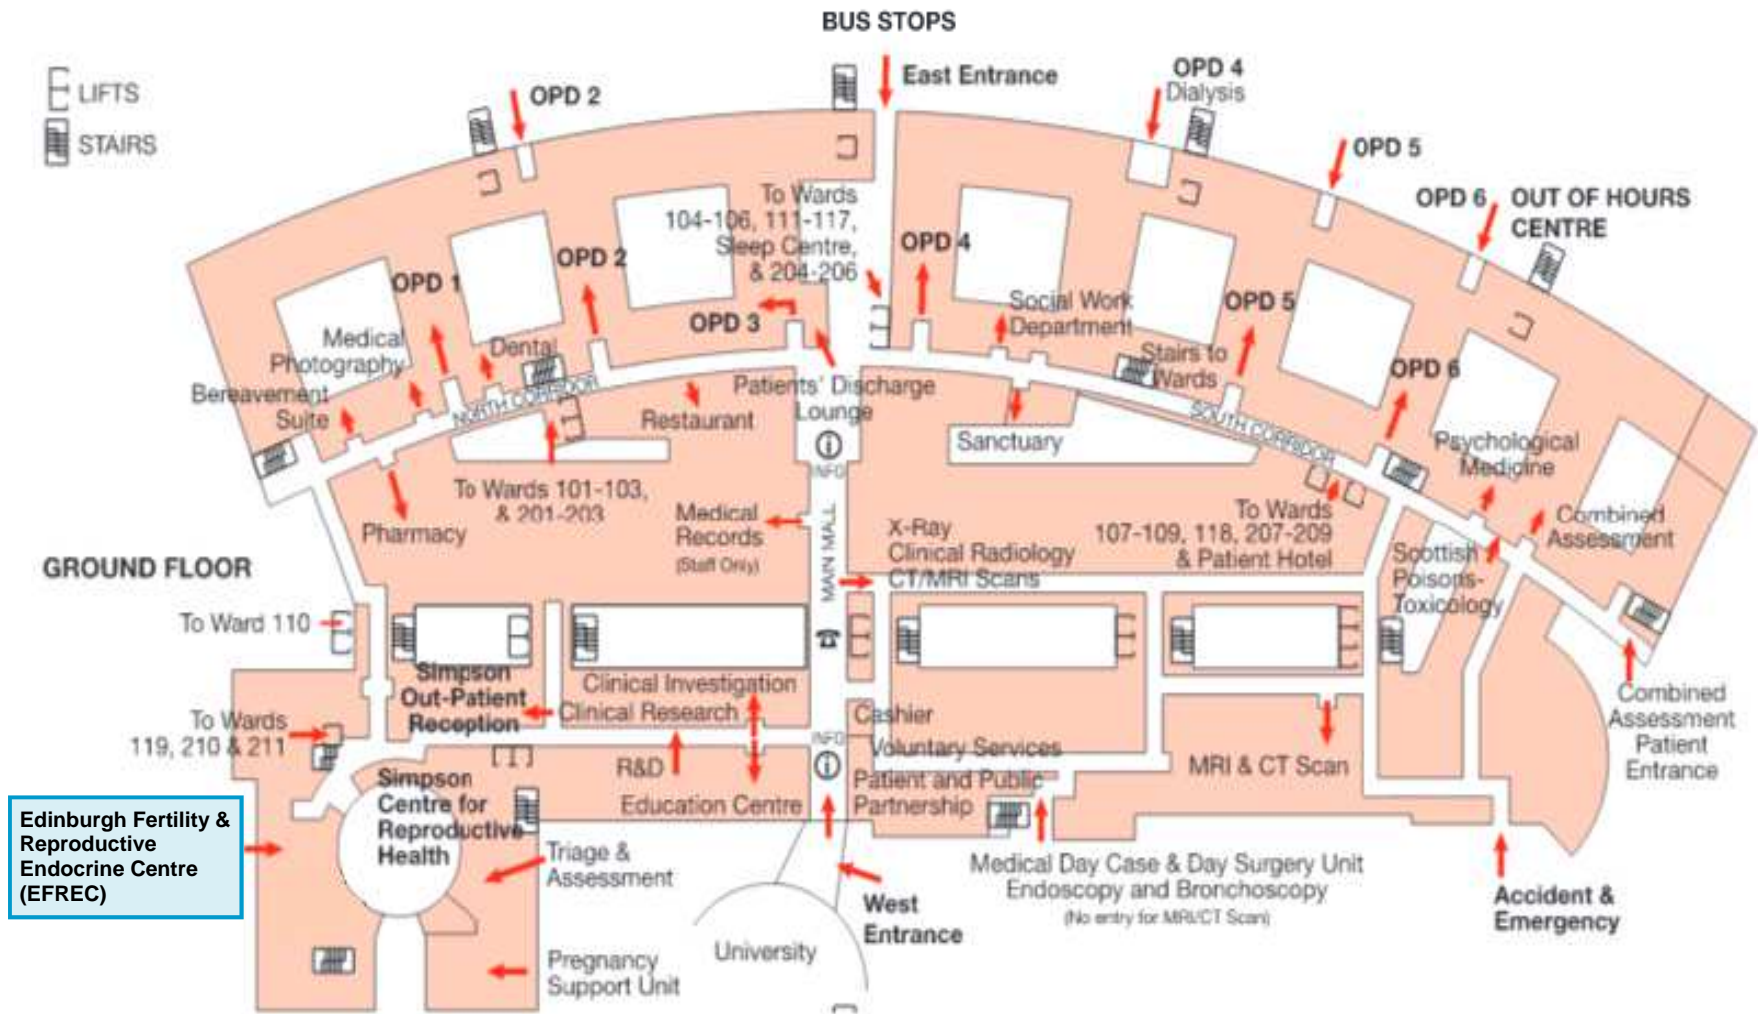 BUS STOPS
East Entrance
LIFTS
STAIRS
OPD 2
OPD 4
Dialysis
OPD 5
OPD 6
OUT OF HOURS
CENTRE
To Wards
104-106, 111-117,
Sleep Centre,
& 204-206
OPD 1
OPD 2
OPD 3
OPD 4
Social Work
Department
OPD 5
OPD 6
Medical
Photography
Dental
Bereavement
Suite
NORTH CORRIDOR
Restaurant
Patients' Discharge
Lounge
Stairs to
Wards
SOUTH CORRIDOR
Sanctuary
Psychological
Medicine
i
INFO
To Wards 101-103,
& 201-203
Pharmacy
Medical
Records
(Staff Only)
MAIN MALL
X-Ray
Clinical Radiology
CT/MRI Scans
To Wards
107-109, 118, 207-209
& Patient Hotel
Combined
Assessment
Scottish
Poisons-
Toxicology
GROUND FLOOR
To Ward 110
Simpson
Out-Patient
Reception
Clinical Investigation
Clinical Research
To Wards
119, 210 & 211
Cashier
Voluntary Services
Patient and Public
Partnership
INFO
i
R&D
Education Centre
MRI & CT Scan
Combined
Assessment
Patient
Entrance
Simpson
Centre for
Reproductive
Health
Edinburgh Fertility &
Reproductive
Endocrine Centre
(EFREC)
Triage &
Assessment
Medical Day Case & Day Surgery Unit
Endoscopy and Bronchoscopy
(No entry for MRI/CT Scan)
Accident &
Emergency
West
Entrance
University
Pregnancy
Support Unit